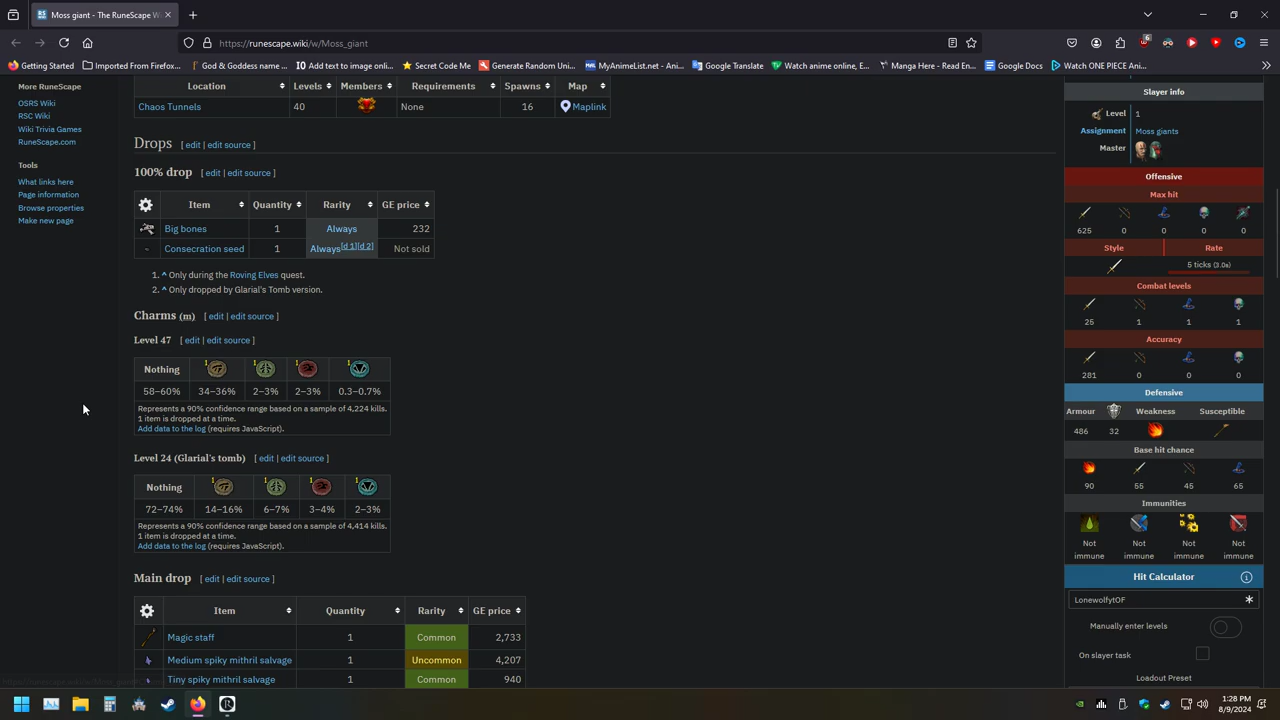 Moss giant - The RuneScape Wi
https://runescape.wiki/w/Moss_giant
Getting Started
Imported From Firefox...
God & Goddess name ...
Add text to image onli...
Secret Code Me
Generate Random Uni...
MyAnimeList.net - Ani...
Google Translate
Watch anime online, E...
Manga Here - Readin...
Google Docs
Watch ONE PIECE Ani...
More RuneScape
OSRS Wiki
RSC Wiki
Wiki Trivia Games
RuneScape.com
Tools
What links here
Page information
Browse properties
Make new page
Location Levels Members Requirements Spawns Map
Chaos Tunnels 40 None 16 Maplink
Drops [ edit | edit source ]
100% drop [ edit | edit source ]
Item Quantity Rarity GE price
Big bones 1 Always 232
Consecration seed 1 Always[d 1][d 2] Not sold
1. ^ Only during the Roving Elves quest.
2. ^ Only dropped by Glarial's Tomb version.
Charms (m) [ edit | edit source ]
Level 47 [ edit | edit source ]
Nothing 1 1 1 1
58–60% 34–36% 2–3% 2–3% 0.3–0.7%
Represents a 90% confidence range based on a sample of 4,224 kills.
1 item is dropped at a time.
Add data to the log (requires JavaScript).
Level 24 (Glarial's tomb) [ edit | edit source ]
Nothing 1 1 1 1
72–74% 14–16% 6–7% 3–4% 2–3%
Represents a 90% confidence range based on a sample of 4,414 kills.
1 item is dropped at a time.
Add data to the log (requires JavaScript).
Main drop [ edit | edit source ]
Item Quantity Rarity GE price
Magic staff 1 Common 2,733
Medium spiky mithril salvage 1 Uncommon 4,207
Tiny spiky mithril salvage 1 Common 940
Slayer info
Level 1
Assignment Moss giants
Master
Offensive
Max hit
625 0 0 0 0
Style Rate
5 ticks (3.0s)
Combat levels
25 1 1 1
Accuracy
281 0 0 0
Defensive
Armour Weakness Susceptible
486 32
Base hit chance
90 55 45 65
Immunities
Not immune Not immune Not immune Not immune
Hit Calculator
LonewolfytOF
Manually enter levels
On slayer task
Loadout Preset
6
1:28 PM
8/9/2024